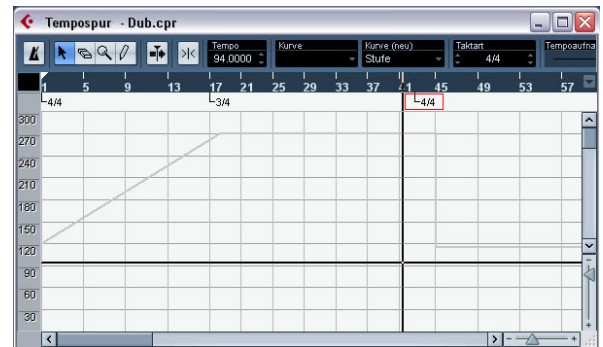 Tempospur - Dub.cpr
Tempo Kurve Kurve (neu) Taktart Tempoaufna
94.0000 Stufe 4/4
1 5 9 13 17 21 25 29 33 37 41 45 49 53 57
4/4 3/4 4/4
300
270
240
210
180
150
120
90
60
30